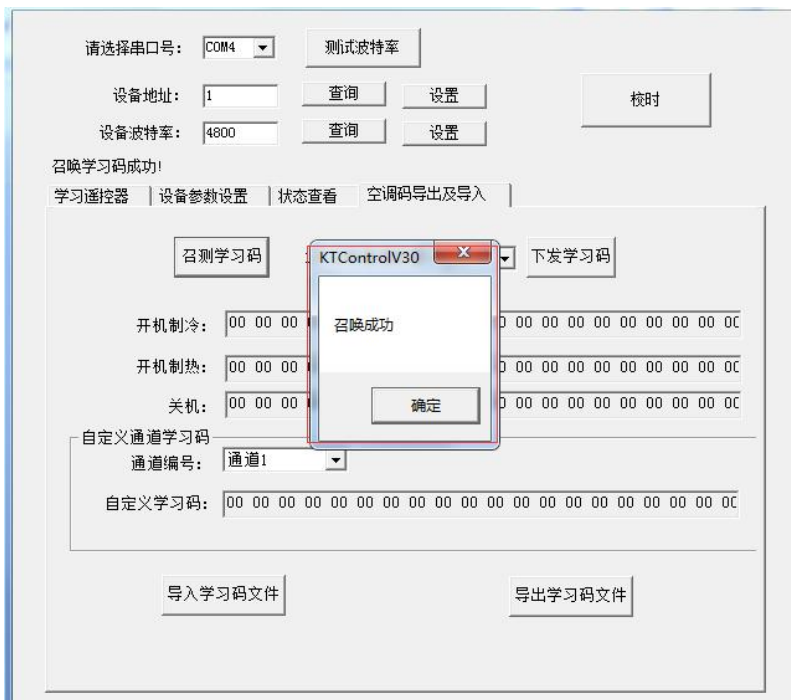 请选择串口号： COM4 测试波特率
设备地址： 1 查询 设置 校时
设备波特率： 4800 查询 设置
召唤学习码成功!
学习遥控器 设备参数设置 状态查看 空调码导出及导入
召测学习码 下发学习码
KTControlV30
召唤成功
确定
开机制冷： 00 00 00 00 00 00 00 00 00 00 00 0C
开机制热： 00 00 00 00 00 00 00 00 00 00 00 0C
关机： 00 00 00 00 00 00 00 00 00 00 00 0C
自定义通道学习码
通道编号： 通道1
自定义学习码： 00 00 00 00 00 00 00 00 00 00 00 00 00 00 00 00 00 00 00 0C
导入学习码文件 导出学习码文件